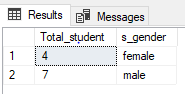 Results Messages
Total_student s_gender
1 4 female
2 7 male